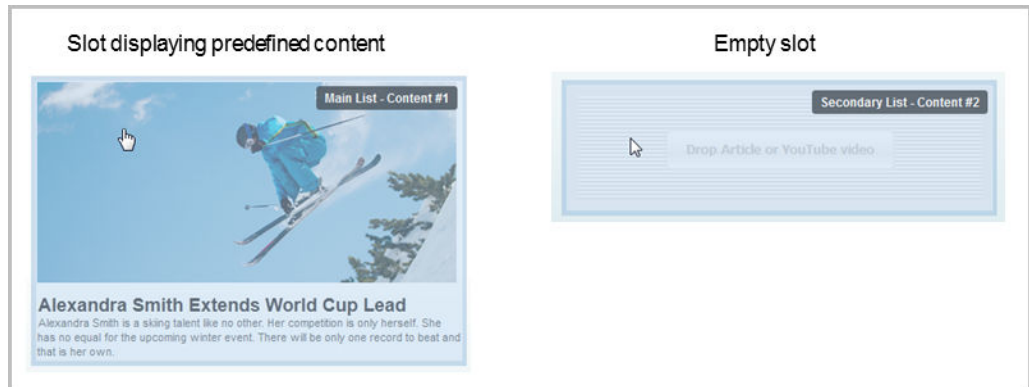 Slot displaying predefined content
Main List - Content #1
Alexandra Smith Extends World Cup Lead
Alexandra Smith is a skiing talent like no other. Her competition is only herself. She
has no equal for the upcoming winter event. There will be only one record to beat and
that is her own.
Empty slot
Secondary List - Content #2
Drop Article or YouTube video